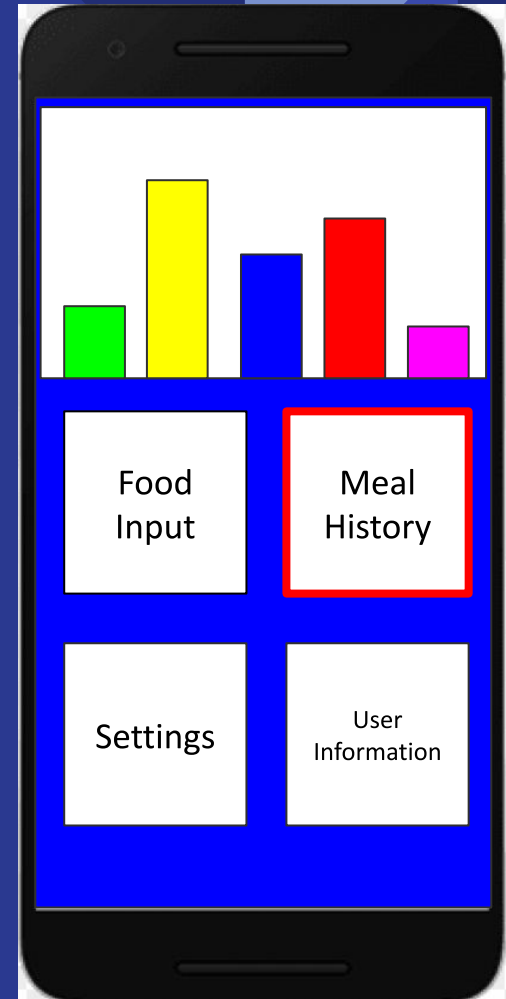 Food
Input
Meal
History
Settings
User
Information